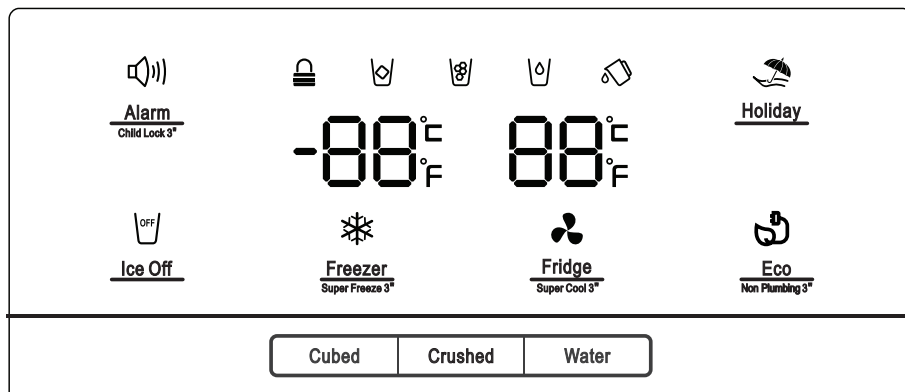 Alarm
Child Lock 3"
Holiday
-88 °C °F
88 °C °F
OFF
Ice Off
Freezer
Super Freeze 3"
Fridge
Super Cool 3"
Eco
Non Plumbing 3"
Cubed
Crushed
Water